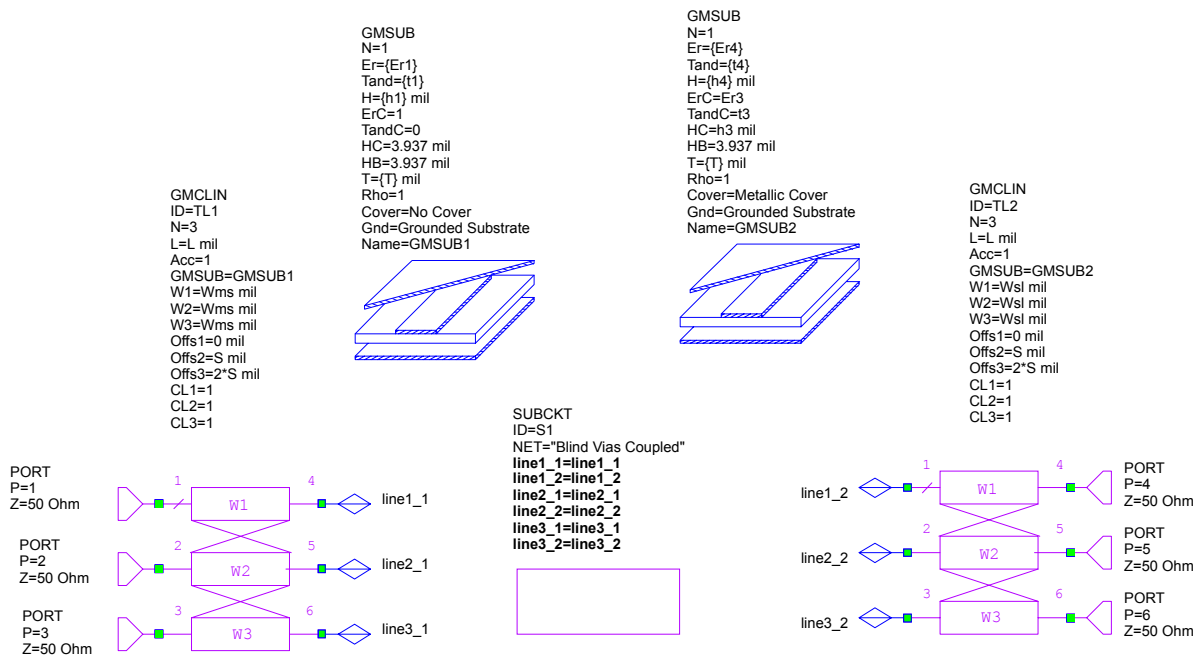 GMSUB
N=1
Er={Er1}
Tand={t1}
H={h1} mil
ErC=1
TandC=0
HC=3.937 mil
HB=3.937 mil
T={T} mil
Rho=1
Cover=No Cover
Gnd=Grounded Substrate
Name=GMSUB1
GMSUB
N=1
Er={Er4}
Tand={t4}
H={h4} mil
ErC=Er3
TandC=t3
HC=h3 mil
HB=3.937 mil
T={T} mil
Rho=1
Cover=Metallic Cover
Gnd=Grounded Substrate
Name=GMSUB2
GMCLIN
ID=TL1
N=3
L=L mil
Acc=1
GMSUB=GMSUB1
W1=Wms mil
W2=Wms mil
W3=Wms mil
Offs1=0 mil
Offs2=S mil
Offs3=2*S mil
CL1=1
CL2=1
CL3=1
GMCLIN
ID=TL2
N=3
L=L mil
Acc=1
GMSUB=GMSUB2
W1=Wsl mil
W2=Wsl mil
W3=Wsl mil
Offs1=0 mil
Offs2=S mil
Offs3=2*S mil
CL1=1
CL2=1
CL3=1
SUBCKT
ID=S1
NET="Blind Vias Coupled"
line1_1=line1_1
line1_2=line1_2
line2_1=line2_1
line2_2=line2_2
line3_1=line3_1
line3_2=line3_2
PORT
P=1
Z=50 Ohm
1
W1
4
line1_1
PORT
P=2
Z=50 Ohm
2
W2
5
line2_1
PORT
P=3
Z=50 Ohm
3
W3
6
line3_1
line1_2
1
W1
4
PORT
P=4
Z=50 Ohm
line2_2
2
W2
5
PORT
P=5
Z=50 Ohm
line3_2
3
W3
6
PORT
P=6
Z=50 Ohm